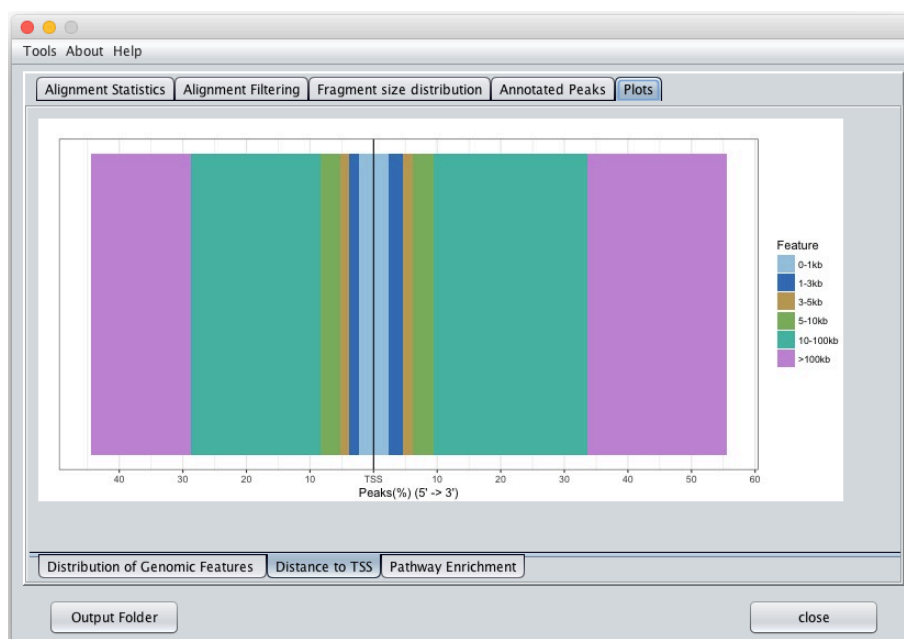 Tools About Help
Alignment Statistics Alignment Filtering Fragment size distribution Annotated Peaks Plots
Feature
0-1kb
1-3kb
3-5kb
5-10kb
10-100kb
>100kb
40 30 20 10 TSS 10 20 30 40 50 60
Peaks(%) (5' -> 3')
Distribution of Genomic Features Distance to TSS Pathway Enrichment
Output Folder close